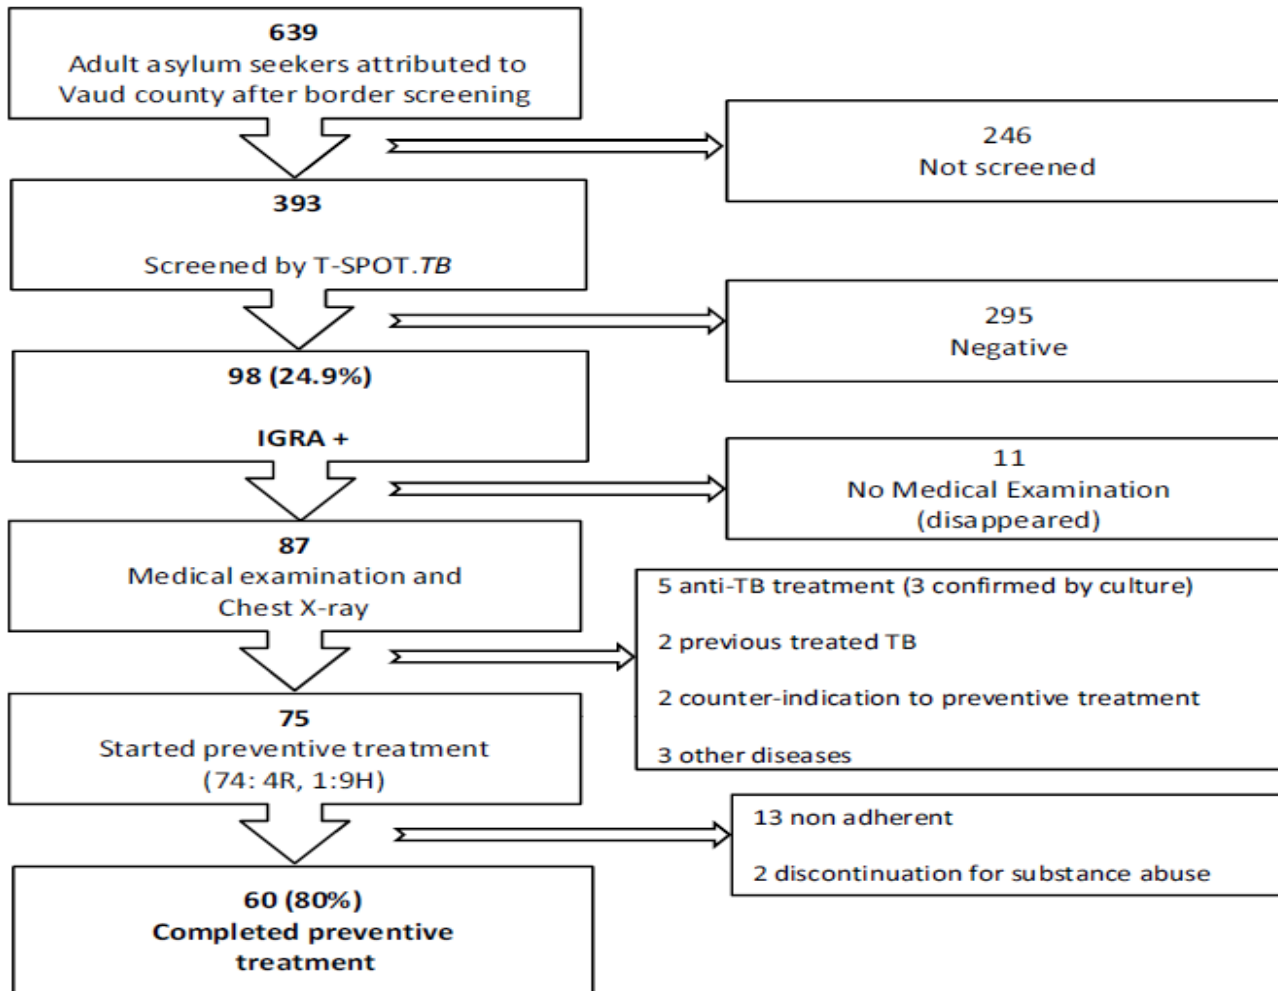 639
Adult asylum seekers attributed to
Vaud county after border screening
246
Not screened
393
Screened by T-SPOT.TB
295
Negative
98 (24.9%)
IGRA +
11
No Medical Examination
(disappeared)
87
Medical examination and
Chest X-ray
5 anti-TB treatment (3 confirmed by culture)
2 previous treated TB
2 counter-indication to preventive treatment
3 other diseases
75
Started preventive treatment
(74: 4R, 1:9H)
13 non adherent
2 discontinuation for substance abuse
60 (80%)
Completed preventive
treatment